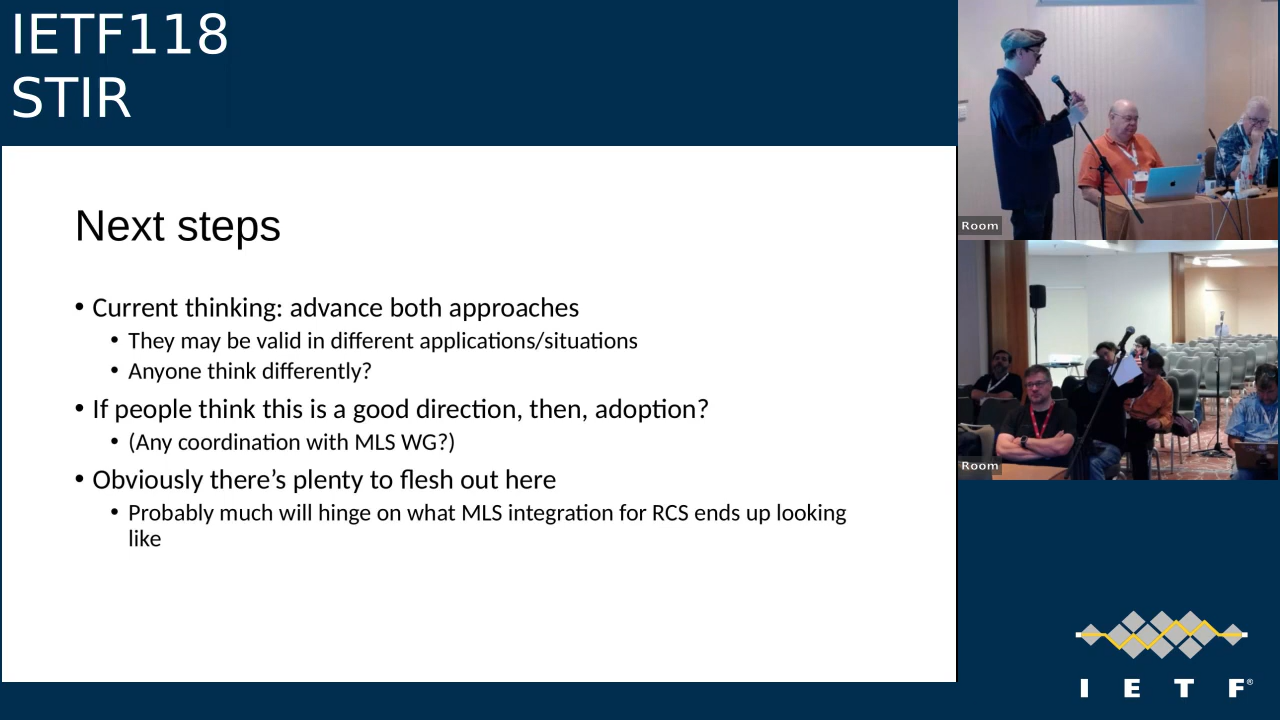 IETF118
STIR
Next steps
• Current thinking: advance both approaches
• They may be valid in different applications/situations
• Anyone think differently?
• If people think this is a good direction, then, adoption?
• (Any coordination with MLS WG?)
• Obviously there’s plenty to flesh out here
• Probably much will hinge on what MLS integration for RCS ends up looking
like
Room
Room
I E T F®